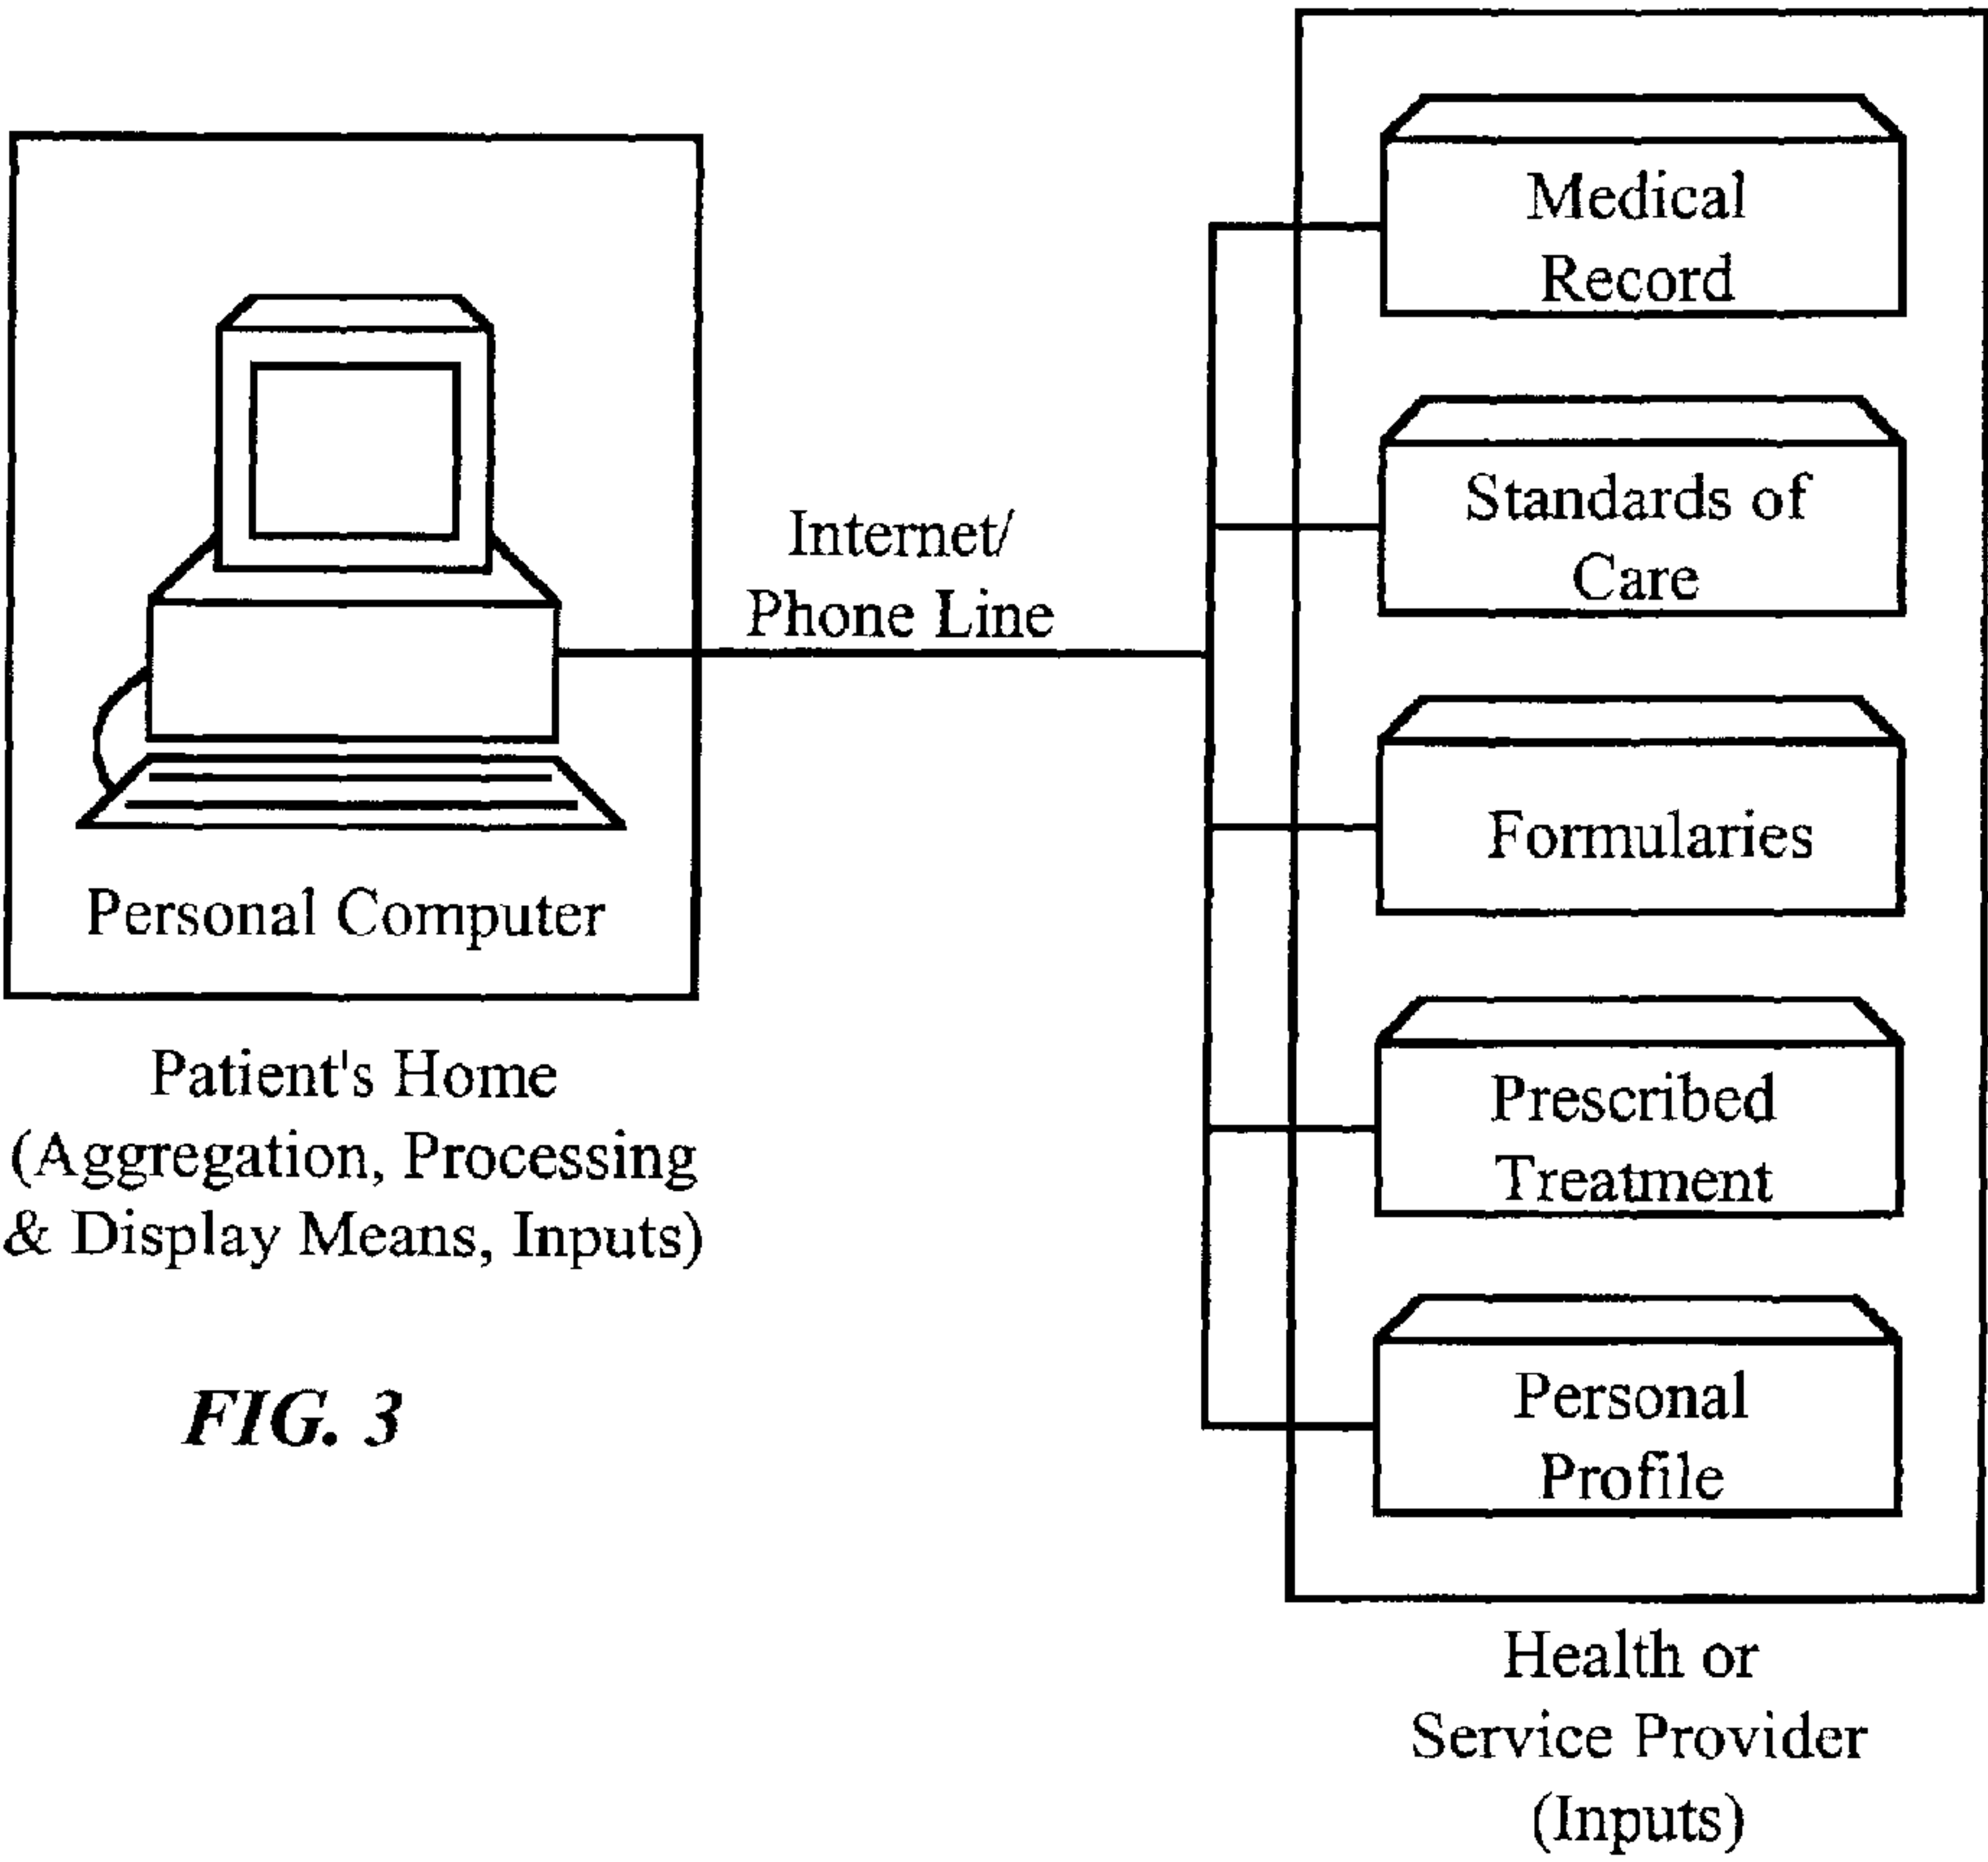 Personal Computer
Patient's Home
(Aggregation, Processing
& Display Means, Inputs)
FIG. 3
Internet/
Phone Line
Medical
Record
Standards of
Care
Formularies
Prescribed
Treatment
Personal
Profile
Health or
Service Provider
(Inputs)